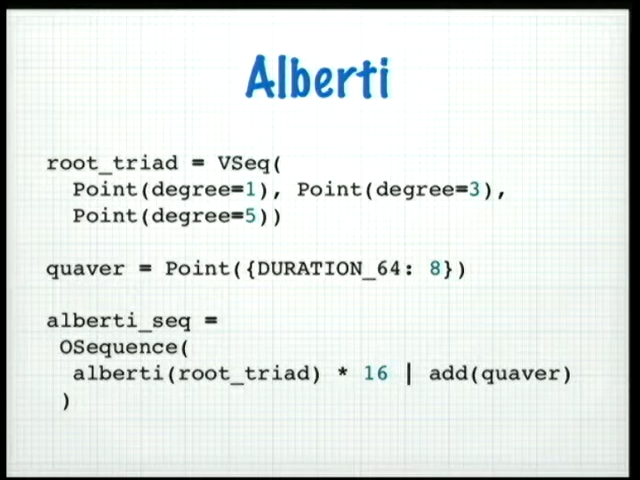 Alberti
root_triad = VSeq(
Point(degree=1), Point(degree=3),
Point(degree=5))
quaver = Point({DURATION_64: 8})
alberti_seq =
OSequence(
alberti(root_triad) * 16 | add(quaver)
)